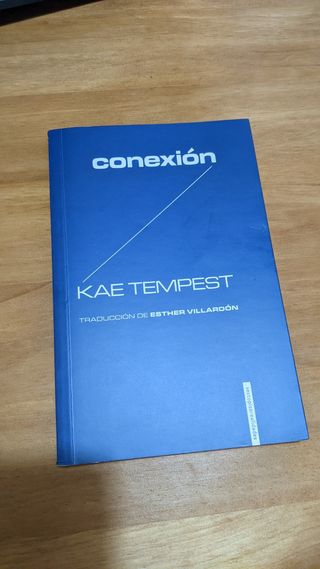 conexión
KAE TEMPEST
TRADUCCIÓN DE ESTHER VILLARDÓN